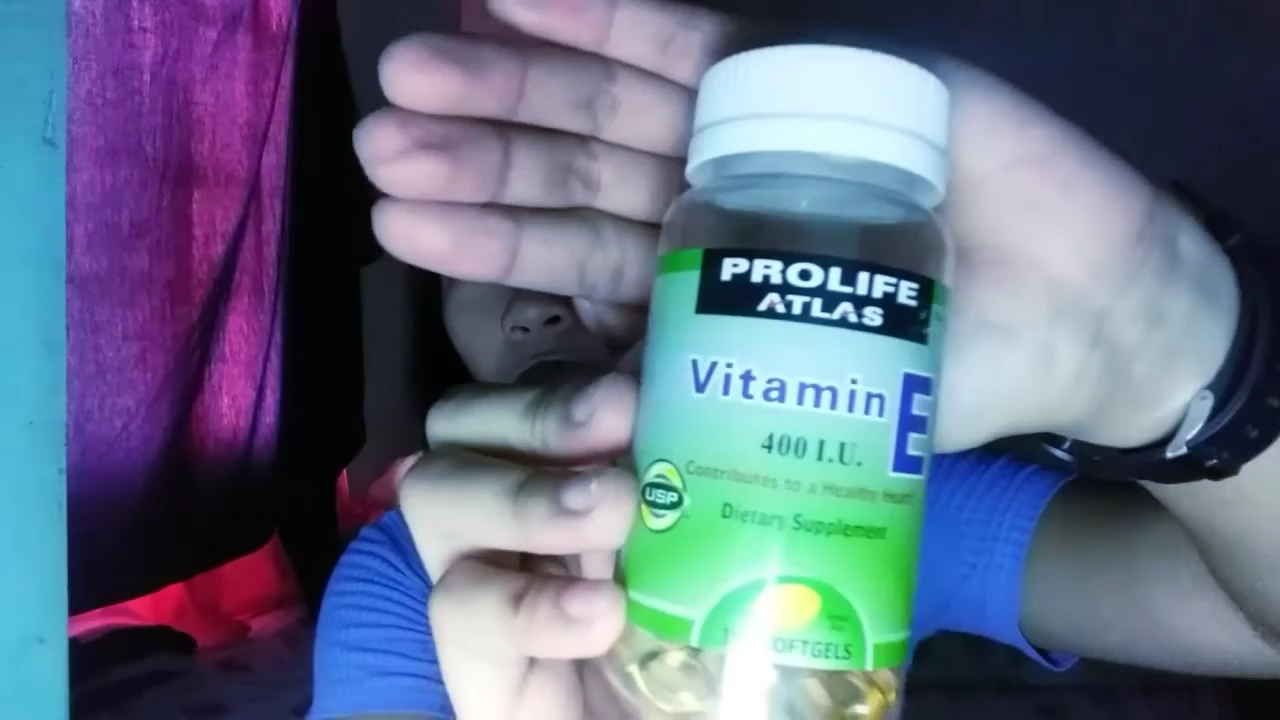 PROLIFE
ATLAS
Vitamin E
400 I.U.
Contributes to a Healthy Heart
USP
Dietary Supplement
SOFTGELS